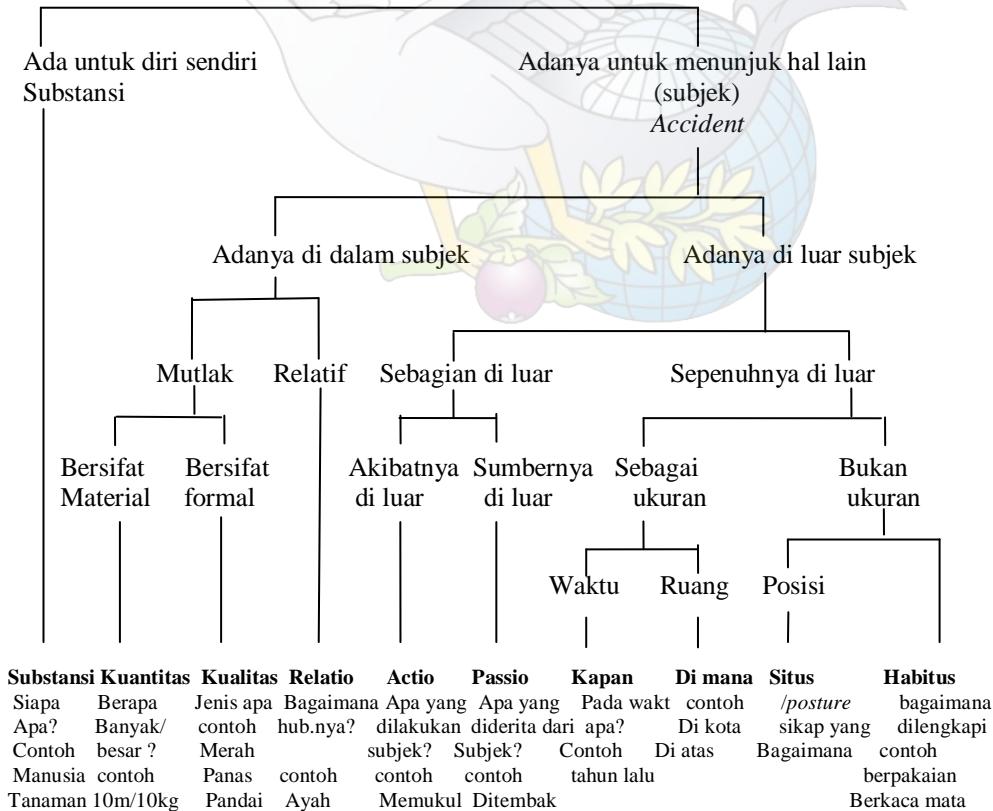 Ada untuk diri sendiri
Substansi
Adanya untuk menunjuk hal lain
(subjek)
Accident
Adanya di dalam subjek Adanya di luar subjek
Mutlak Relatif Sebagian di luar Sepenuhnya di luar
Bersifat Bersifat Akibatnya Sumbernya Sebagai Bukan
Material formal di luar di luar ukuran ukuran
Waktu Ruang Posisi
Substansi Kuantitas Kualitas Relatio Actio Passio Kapan Di mana Situs Habitus
Siapa Berapa Jenis apa Bagaimana Apa yang Apa yang Pada wakt contoh /posture bagaimana
Apa? Banyak/ contoh hub.nya? dilakukan diderita dari apa? Di kota sikap yang dilengkapi
Contoh besar ? Merah subjek? Subjek? Contoh Di atas Bagaimana contoh
Manusia contoh Panas contoh contoh contoh tahun lalu berpakaian
Tanaman 10m/10kg Pandai Ayah Memukul Ditembak Berkaca mata